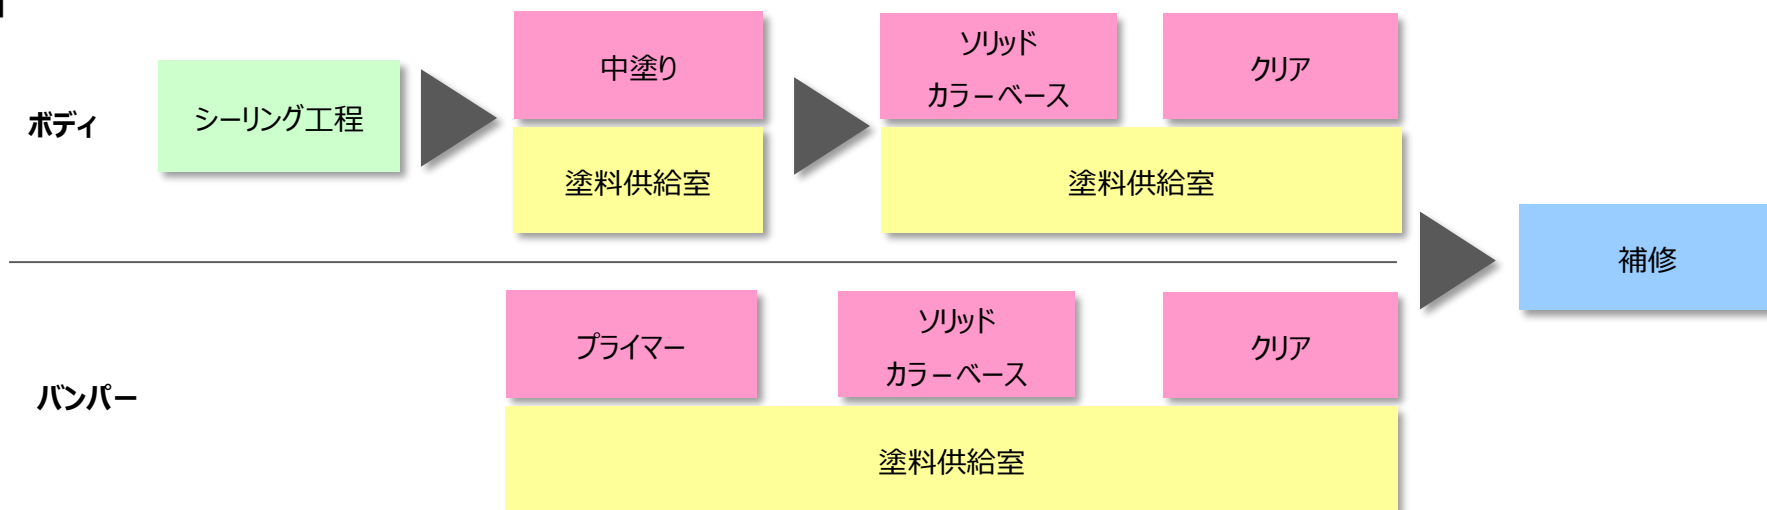 ボディ
シーリング工程
中塗り
塗料供給室
ソリッド
カラーベース
クリア
塗料供給室
補修
バンパー
プライマー
ソリッド
カラーベース
クリア
塗料供給室